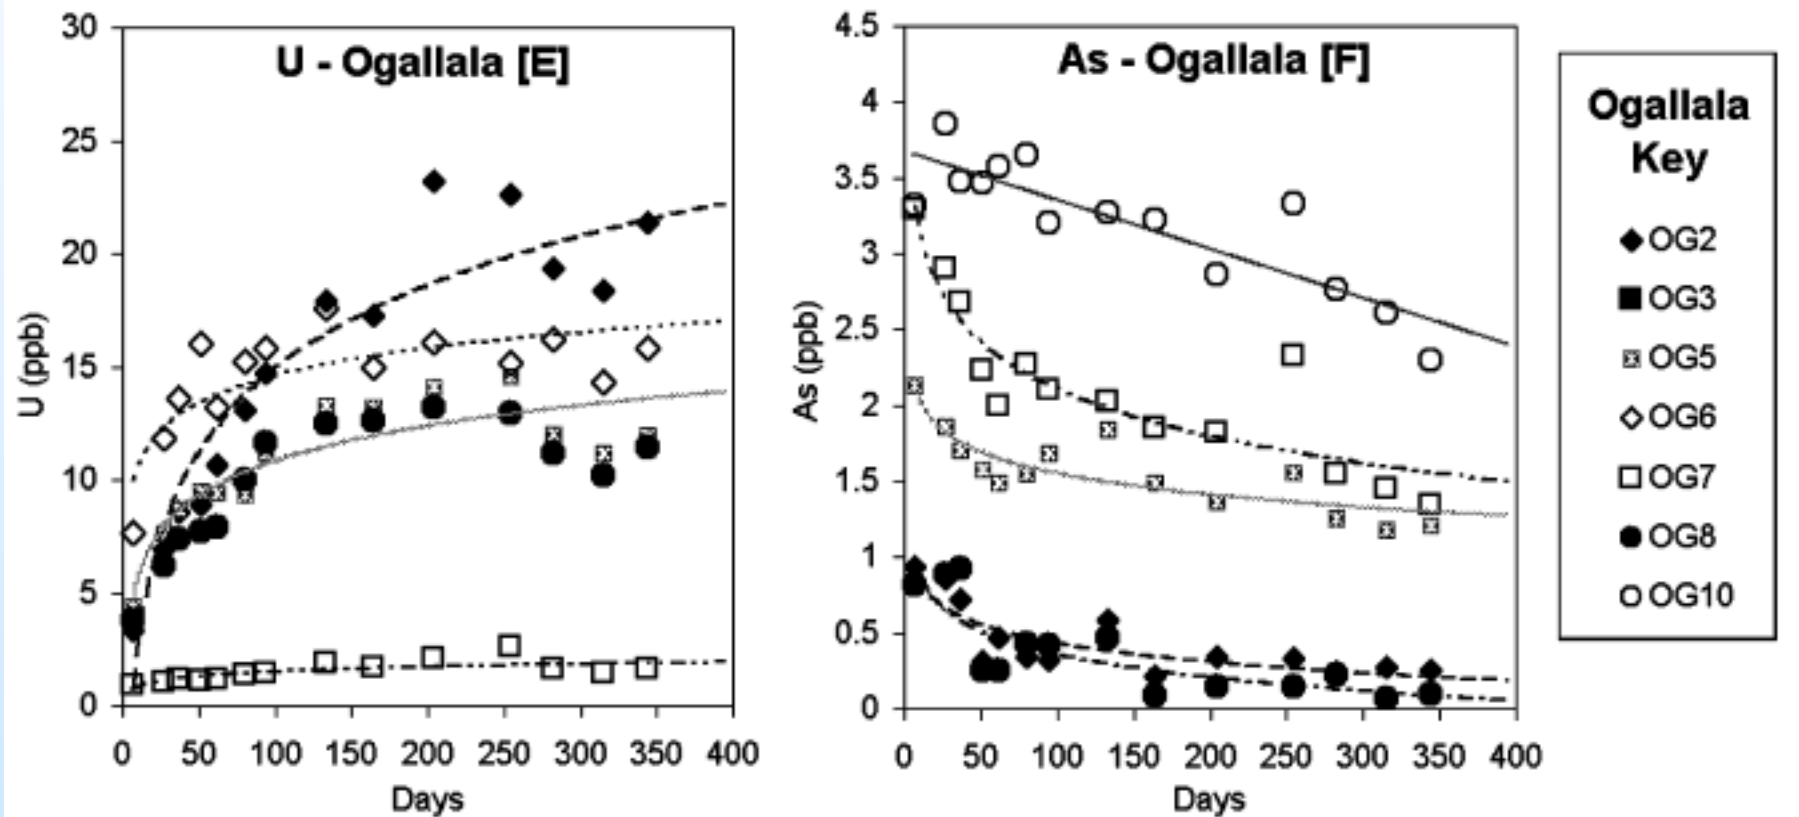 U - Ogallala [E]
30
25
20
15
10
5
0
U (ppb)
0 50 100 150 200 250 300 350 400
Days
As - Ogallala [F]
4.5
4
3.5
3
2.5
2
1.5
1
0.5
0
As (ppb)
0 50 100 150 200 250 300 350 400
Days
Ogallala
Key
OG2
OG3
OG5
OG6
OG7
OG8
OG10